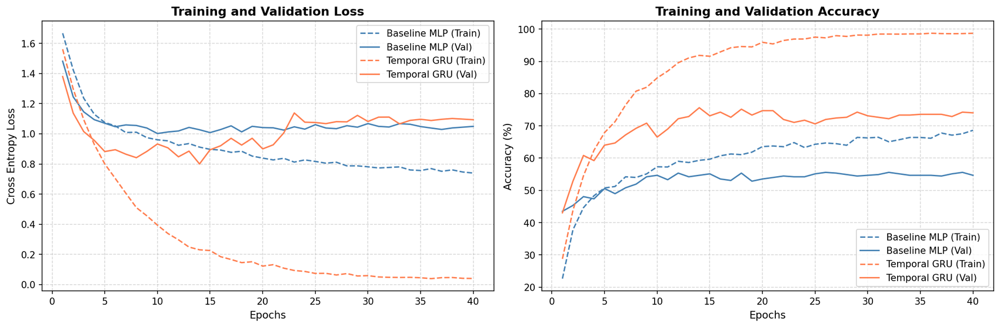 Training and Validation Loss
Cross Entropy Loss
1.6
1.4
1.2
1.0
0.8
0.6
0.4
0.2
0.0
Baseline MLP (Train)
Baseline MLP (Val)
Temporal GRU (Train)
Temporal GRU (Val)
0 5 10 15 20 25 30 35 40
Epochs
Training and Validation Accuracy
Accuracy (%)
100
90
80
70
60
50
40
30
20
Baseline MLP (Train)
Baseline MLP (Val)
Temporal GRU (Train)
Temporal GRU (Val)
0 5 10 15 20 25 30 35 40
Epochs